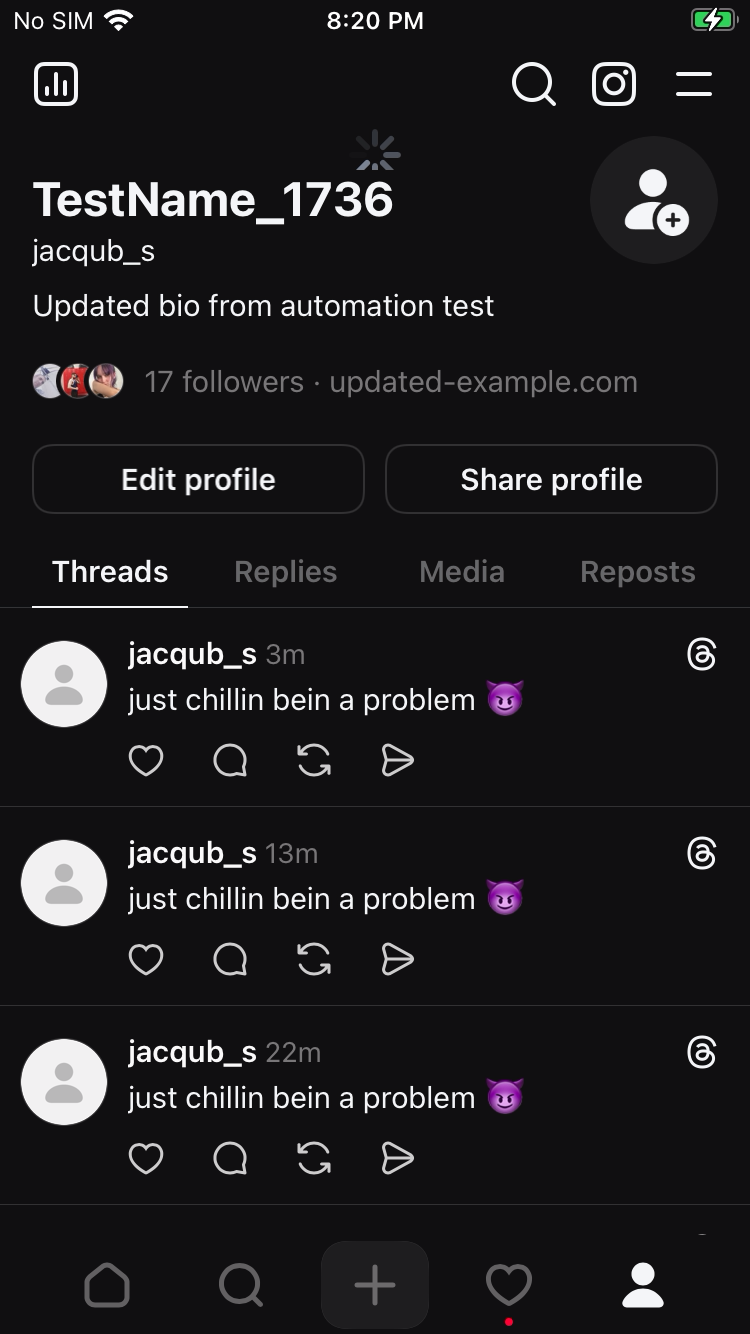 No SIM 8:20 PM
TestName_1736
jacqub_s
Updated bio from automation test
17 followers · updated-example.com
Edit profile Share profile
Threads Replies Media Reposts
jacqub_s 3m
just chillin bein a problem 😈
jacqub_s 13m
just chillin bein a problem 😈
jacqub_s 22m
just chillin bein a problem 😈